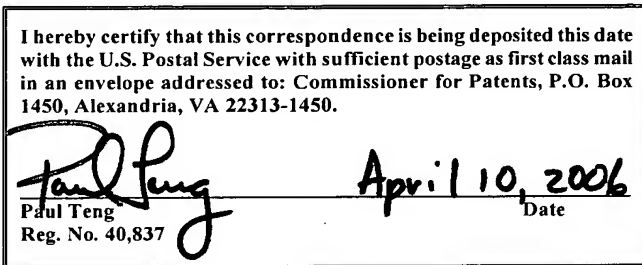 I hereby certify that this correspondence is being deposited this date
with the U.S. Postal Service with sufficient postage as first class mail
in an envelope addressed to: Commissioner for Patents, P.O. Box
1450, Alexandria, VA 22313-1450.
Paul Teng April 10, 2006
Paul Teng Date
Reg. No. 40,837